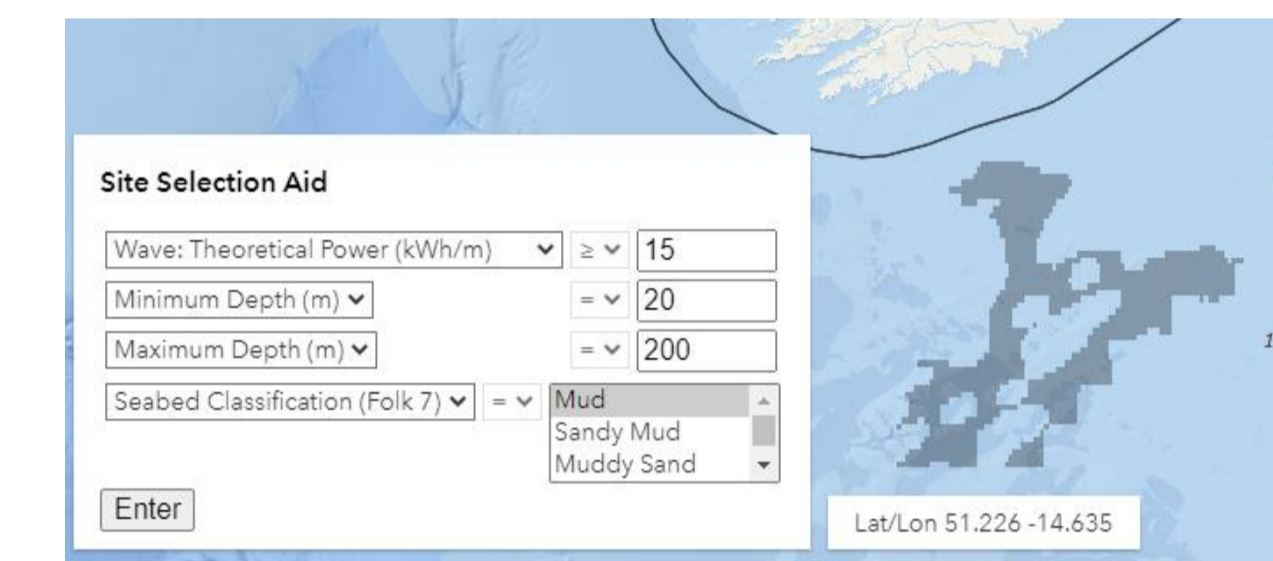 Site Selection Aid
Wave: Theoretical Power (kWh/m) ≥ 15
Minimum Depth (m) = 20
Maximum Depth (m) = 200
Seabed Classification (Folk 7) = Mud
Sandy Mud
Muddy Sand
Enter
Lat/Lon 51.226 -14.635
1